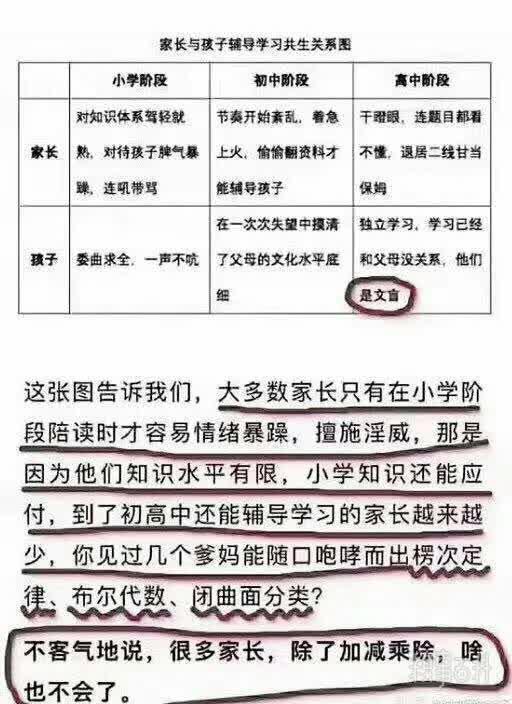 家长与孩子辅导学习共生关系图
小学阶段 初中阶段 高中阶段
家长
对知识体系驾轻就
熟，对待孩子脾气暴
躁，连吼带骂
节奏开始紊乱，着急
上火，偷偷翻资料才
能辅导孩子
干瞪眼，连题目都看
不懂，退居二线甘当
保姆
孩子
委曲求全，一声不吭
在一次次失望中摸清
了父母的文化水平底
细
独立学习，学习已经
和父母没关系，他们
是文盲
这张图告诉我们，大多数家长只有在小学阶
段陪读时才容易情绪暴躁，擅施淫威，那是
因为他们知识水平有限，小学知识还能应
付，到了初高中还能辅导学习的家长越来越
少，你见过几个爹妈能随口咆哮而出楞次定
律、布尔代数、闭曲面分类？
不客气地说，很多家长，除了加减乘除，啥
也不会了。